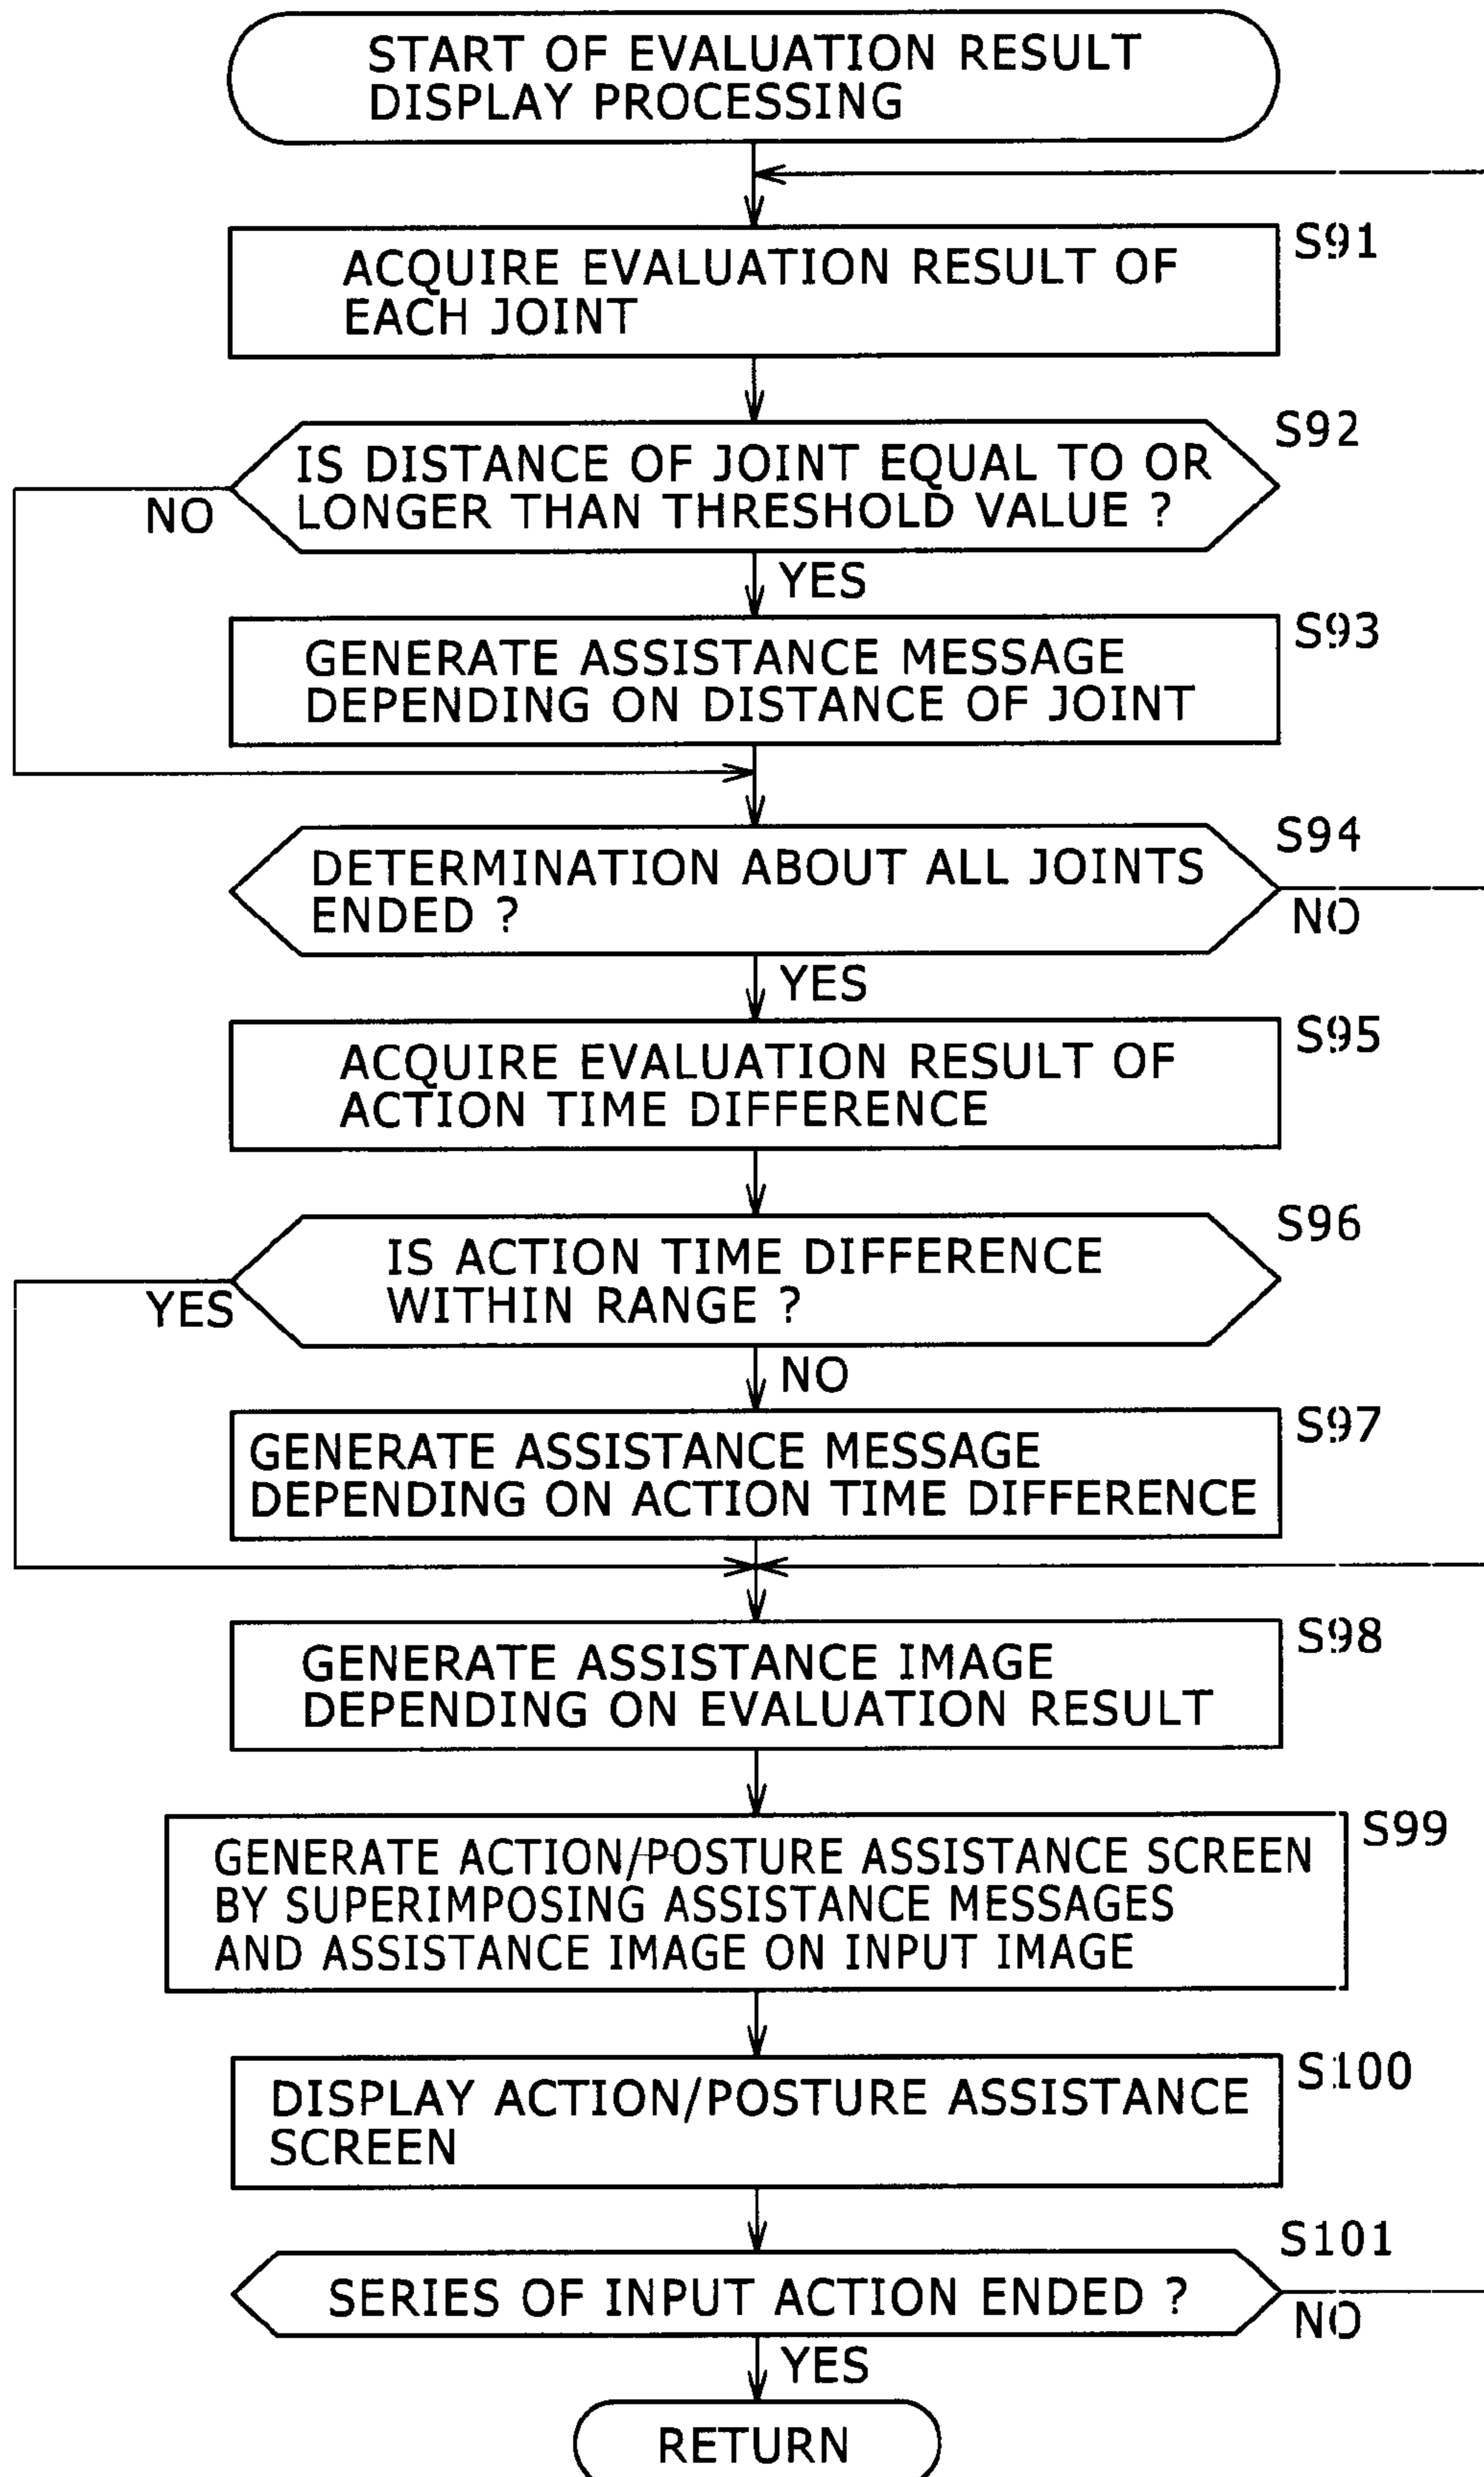 START OF EVALUATION RESULT
DISPLAY PROCESSING
S91
ACQUIRE EVALUATION RESULT OF
EACH JOINT
S92
IS DISTANCE OF JOINT EQUAL TO OR
LONGER THAN THRESHOLD VALUE ?
NO
YES
S93
GENERATE ASSISTANCE MESSAGE
DEPENDING ON DISTANCE OF JOINT
S94
DETERMINATION ABOUT ALL JOINTS
ENDED ?
NO
YES
S95
ACQUIRE EVALUATION RESULT OF
ACTION TIME DIFFERENCE
S96
IS ACTION TIME DIFFERENCE
WITHIN RANGE ?
YES
NO
S97
GENERATE ASSISTANCE MESSAGE
DEPENDING ON ACTION TIME DIFFERENCE
S98
GENERATE ASSISTANCE IMAGE
DEPENDING ON EVALUATION RESULT
S99
GENERATE ACTION/POSTURE ASSISTANCE SCREEN
BY SUPERIMPOSING ASSISTANCE MESSAGES
AND ASSISTANCE IMAGE ON INPUT IMAGE
S100
DISPLAY ACTION/POSTURE ASSISTANCE
SCREEN
S101
SERIES OF INPUT ACTION ENDED ?
NO
YES
RETURN